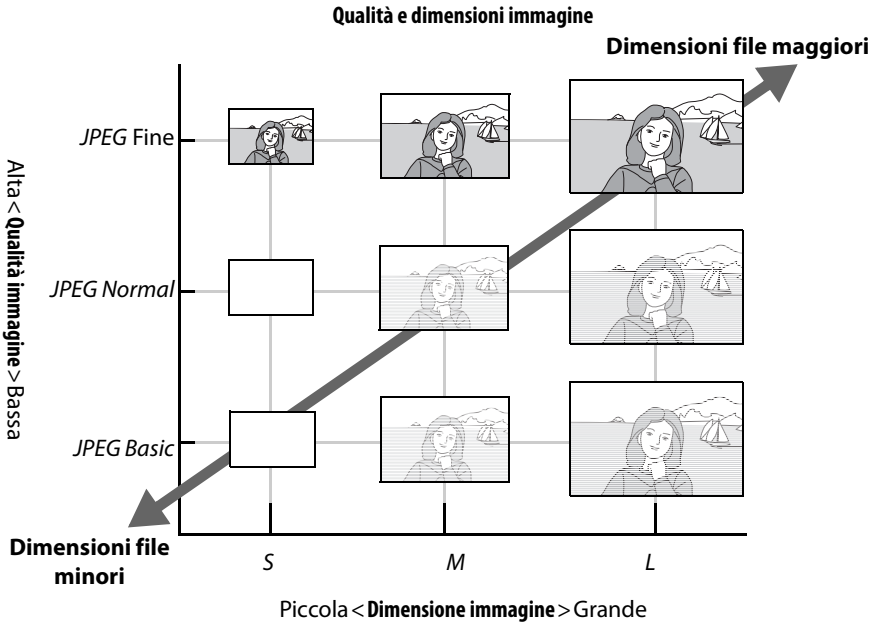 Qualità e dimensioni immagine
Dimensioni file maggiori
JPEG Fine
JPEG Normal
JPEG Basic
Alta < Qualità immagine > Bassa
Dimensioni file
minori
S M L
Piccola < Dimensione immagine > Grande